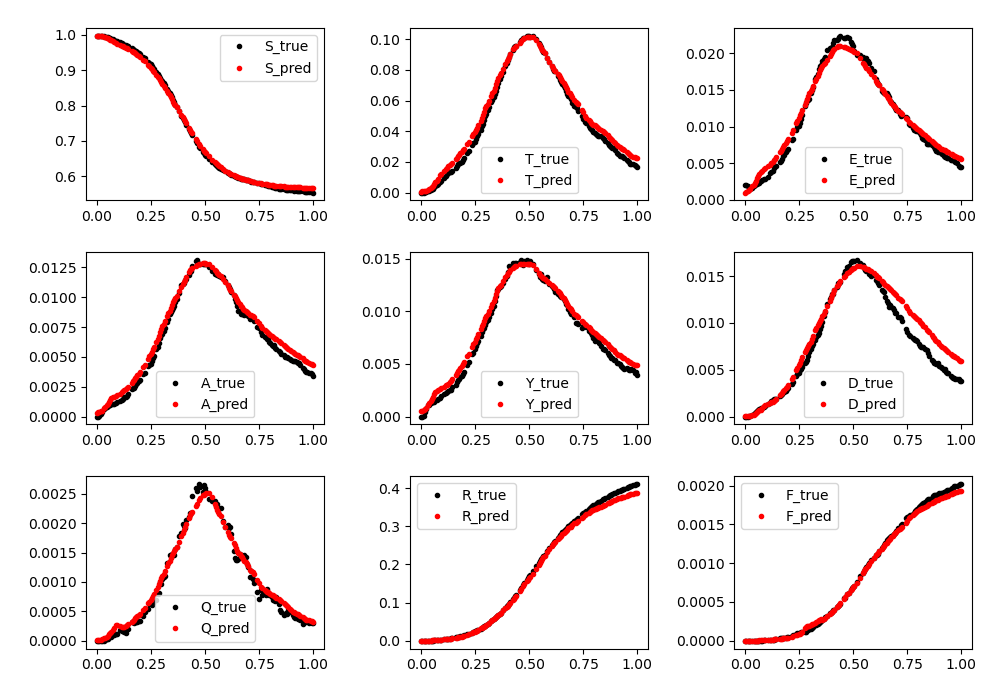 1.0
0.9
0.8
0.7
0.6
0.00 0.25 0.50 0.75 1.00
S_true
S_pred
0.10
0.08
0.06
0.04
0.02
0.00
0.00 0.25 0.50 0.75 1.00
T_true
T_pred
0.020
0.015
0.010
0.005
0.000
0.00 0.25 0.50 0.75 1.00
E_true
E_pred
0.0125
0.0100
0.0075
0.0050
0.0025
0.0000
0.00 0.25 0.50 0.75 1.00
A_true
A_pred
0.015
0.010
0.005
0.000
0.00 0.25 0.50 0.75 1.00
Y_true
Y_pred
0.015
0.010
0.005
0.000
0.00 0.25 0.50 0.75 1.00
D_true
D_pred
0.0025
0.0020
0.0015
0.0010
0.0005
0.0000
0.00 0.25 0.50 0.75 1.00
Q_true
Q_pred
0.4
0.3
0.2
0.1
0.0
0.00 0.25 0.50 0.75 1.00
R_true
R_pred
0.0020
0.0015
0.0010
0.0005
0.0000
0.00 0.25 0.50 0.75 1.00
F_true
F_pred